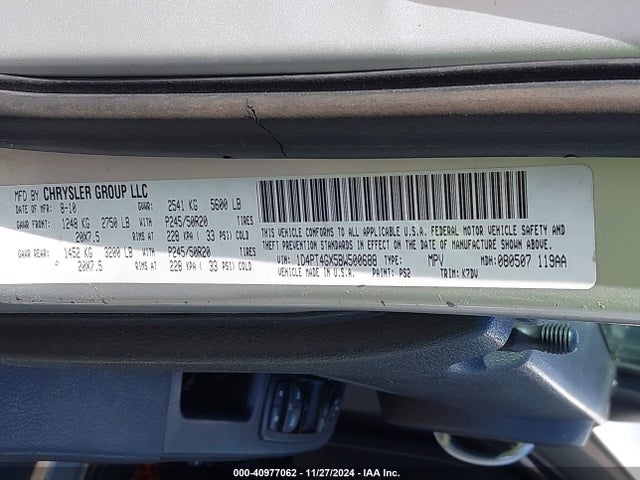 MFD BY CHRYSLER GROUP LLC
DATE OF MFR: 8-10 GVWR: 2541 KG 5600 LB
GAWR FRONT: 1248 KG 2750 LB WITH P245/50R20 TIRES
20X7.5 RIMS AT 228 KPA ( 33 PSI) COLD
GAWR REAR: 1452 KG 3200 LB WITH P245/50R20 TIRES
20X7.5 RIMS AT 228 KPA ( 33 PSI) COLD
THIS VEHICLE CONFORMS TO ALL APPLICABLE U.S.A. FEDERAL MOTOR VEHICLE SAFETY AND
THEFT PREVENTION STANDARDS IN EFFECT ON THE DATE OF MANUFACTURE SHOWN ABOVE.
VIN: 1D4PT4GX5BW500688 TYPE: MPV MDH: 080507 119AA
MADE IN U.S.A. PAINT: PS2 TRIM: K7DV
000-40977062 - 11/27/2024 - IAA Inc.